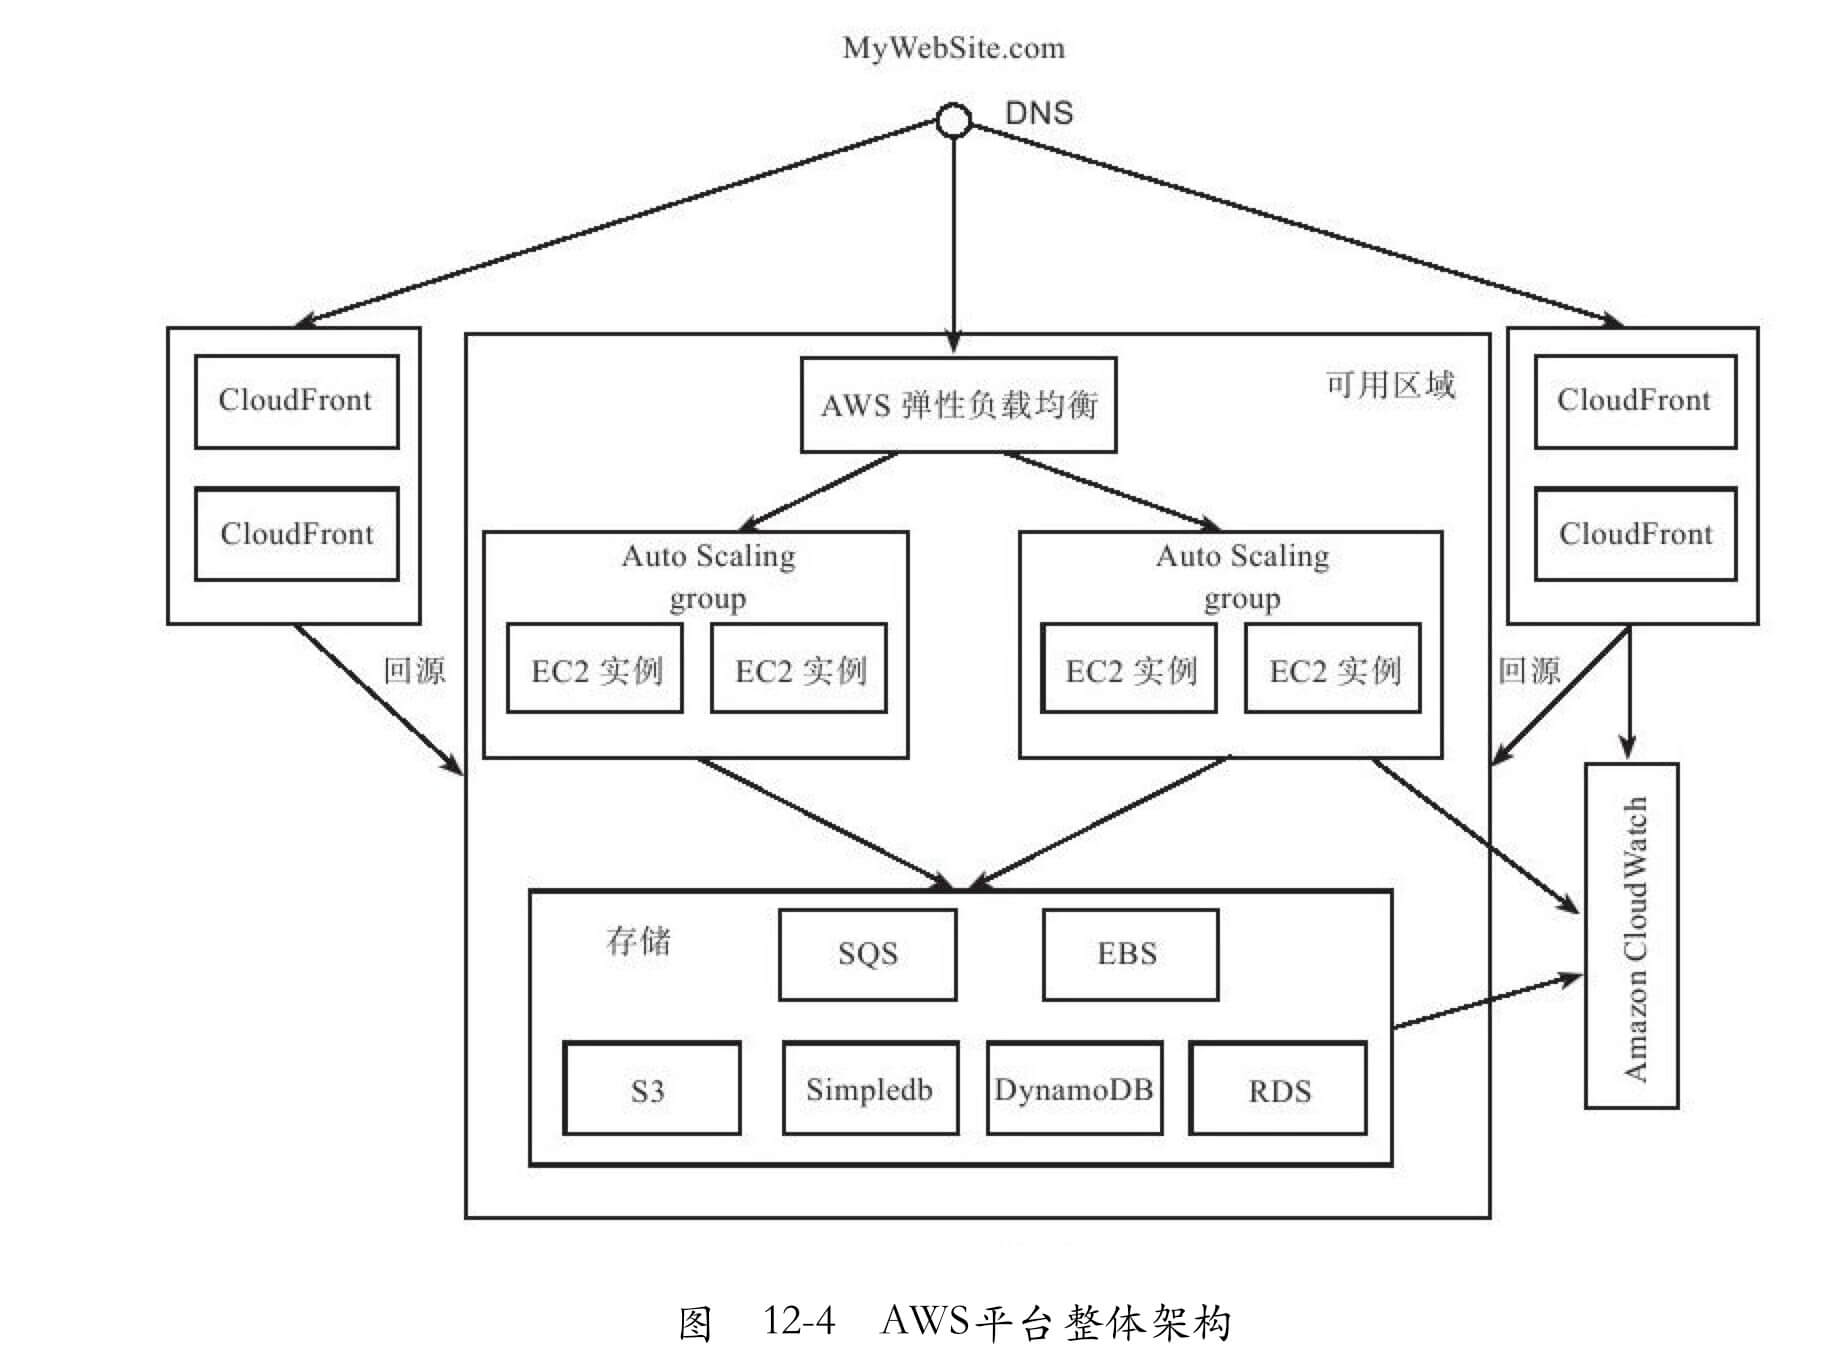 MyWebSite.com
DNS
CloudFront
CloudFront
回源
可用区域
AWS 弹性负载均衡
Auto Scaling
group
EC2 实例
EC2 实例
Auto Scaling
group
EC2 实例
EC2 实例
CloudFront
CloudFront
回源
存储
SQS
EBS
S3
Simpledb
DynamoDB
RDS
Amazon CloudWatch
图 12-4 AWS平台整体架构